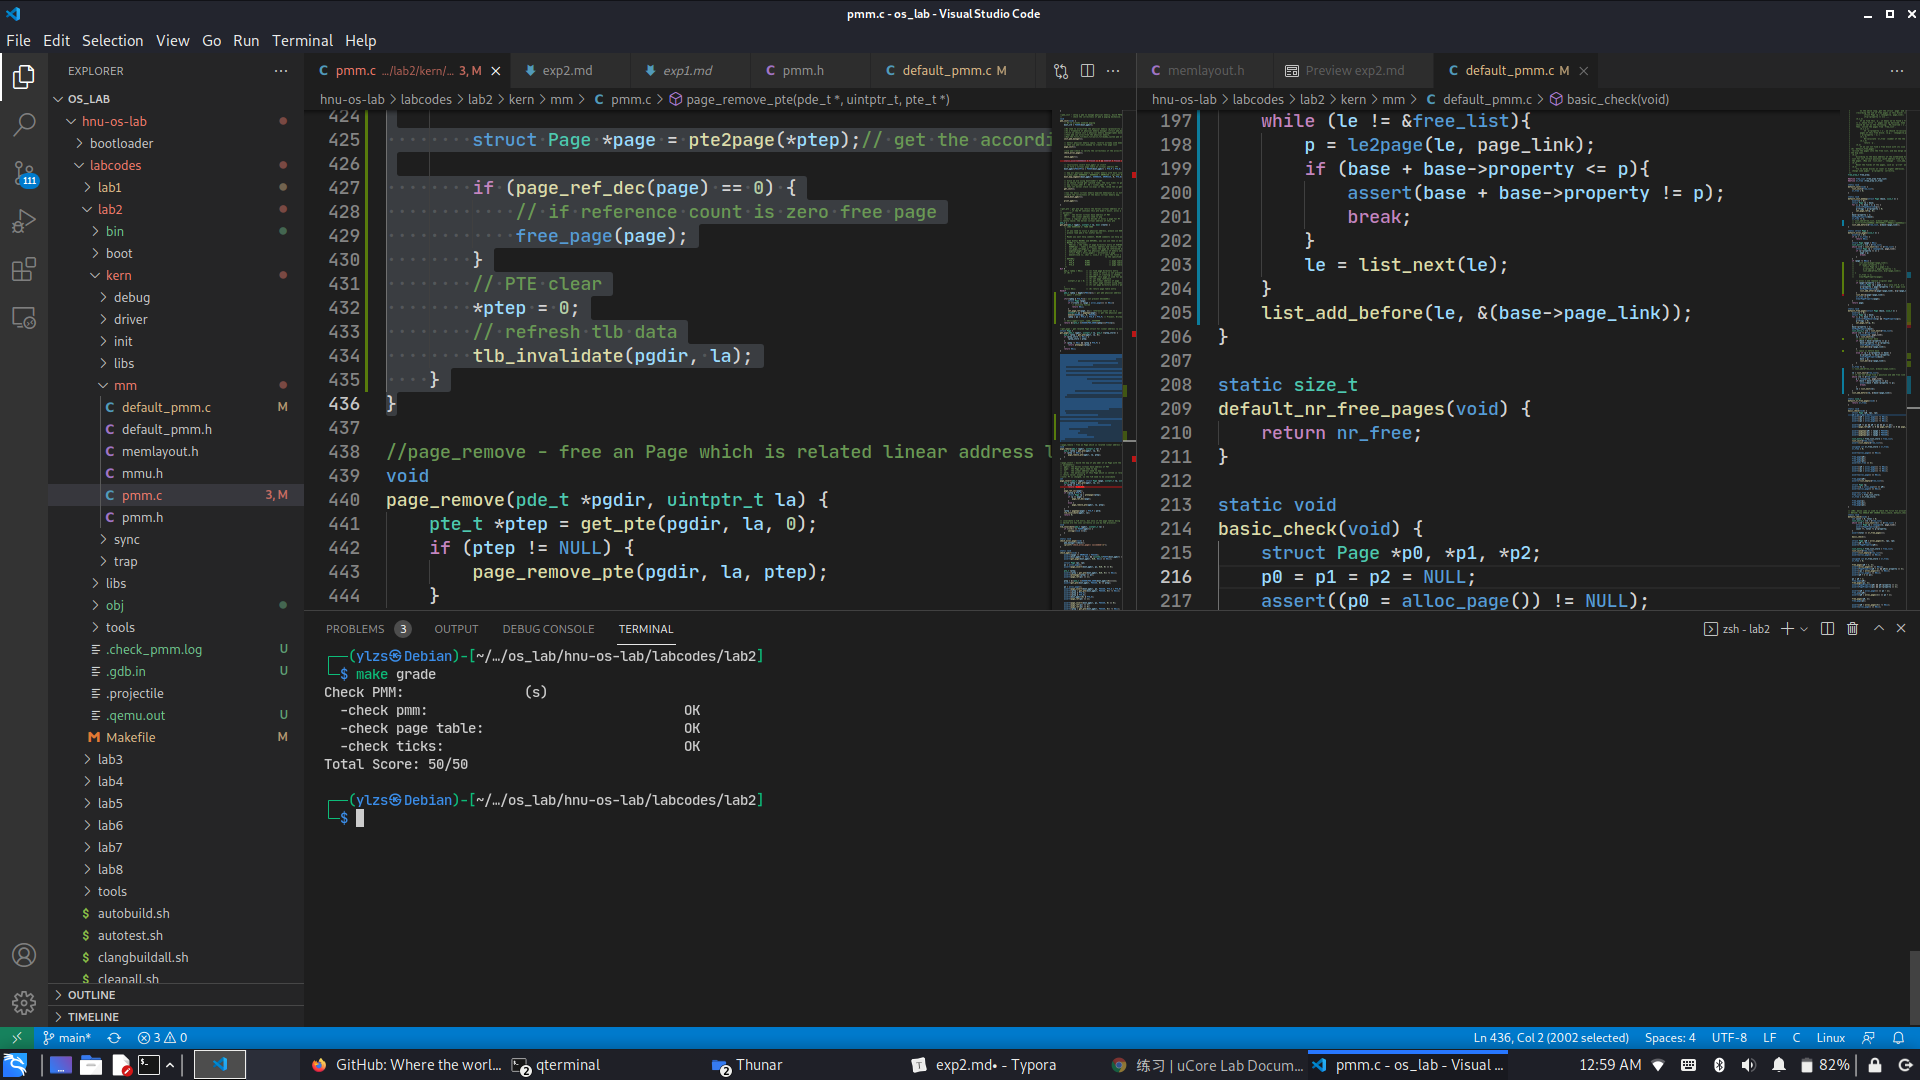 pmm.c - os_lab - Visual Studio Code
File Edit Selection View Go Run Terminal Help
EXPLORER
OS_LAB
hnu-os-lab
bootloader
labcodes
lab1
lab2
bin
boot
kern
debug
driver
init
libs
mm
C default_pmm.c M
C default_pmm.h
C memlayout.h
C mmu.h
C pmm.c 3, M
C pmm.h
sync
trap
libs
obj
tools
.check_pmm.log U
.gdb.in U
.projectile
.qemu.out U
Makefile M
lab3
lab4
lab5
lab6
lab7
lab8
tools
$ autobuild.sh
$ autotest.sh
$ clangbuildall.sh
$ cleanall.sh
OUTLINE
TIMELINE
111
C pmm.c .../lab2/kern/... 3, M exp2.md exp1.md C pmm.h C default_pmm.c M
hnu-os-lab > labcodes > lab2 > kern > mm > C pmm.c > page_remove_pte(pde_t *, uintptr_t, pte_t *)
424
425 struct Page *page = pte2page(*ptep);// get the accordi
426
427 if (page_ref_dec(page) == 0) {
428 // if reference count is zero free page
429 free_page(page);
430 }
431 // PTE clear
432 *ptep = 0;
433 // refresh tlb data
434 tlb_invalidate(pgdir, la);
435 }
436 }
437
438 //page_remove - free an Page which is related linear address l
439 void
440 page_remove(pde_t *pgdir, uintptr_t la) {
441 pte_t *ptep = get_pte(pgdir, la, 0);
442 if (ptep != NULL) {
443 page_remove_pte(pgdir, la, ptep);
444 }
C memlayout.h Preview exp2.md C default_pmm.c M
hnu-os-lab > labcodes > lab2 > kern > mm > C default_pmm.c > basic_check(void)
197 while (le != &free_list){
198 p = le2page(le, page_link);
199 if (base + base->property <= p){
200 assert(base + base->property != p);
201 break;
202 }
203 le = list_next(le);
204 }
205 list_add_before(le, &(base->page_link));
206 }
207
208 static size_t
209 default_nr_free_pages(void) {
210 return nr_free;
211 }
212
213 static void
214 basic_check(void) {
215 struct Page *p0, *p1, *p2;
216 p0 = p1 = p2 = NULL;
217 assert((p0 = alloc_page()) != NULL);
PROBLEMS 3 OUTPUT DEBUG CONSOLE TERMINAL
zsh - lab2
(ylzs㉿Debian)-[~/…/os_lab/hnu-os-lab/labcodes/lab2]
$ make grade
Check PMM: (s)
-check pmm: OK
-check page table: OK
-check ticks: OK
Total Score: 50/50
(ylzs㉿Debian)-[~/…/os_lab/hnu-os-lab/labcodes/lab2]
$
main* 3 0 Ln 436, Col 2 (2002 selected) Spaces: 4 UTF-8 LF C Linux
GitHub: Where the worl... 2 qterminal 2 Thunar exp2.md• - Typora 练习 | uCore Lab Docum... pmm.c - os_lab - Visual ... 12:59 AM 82%